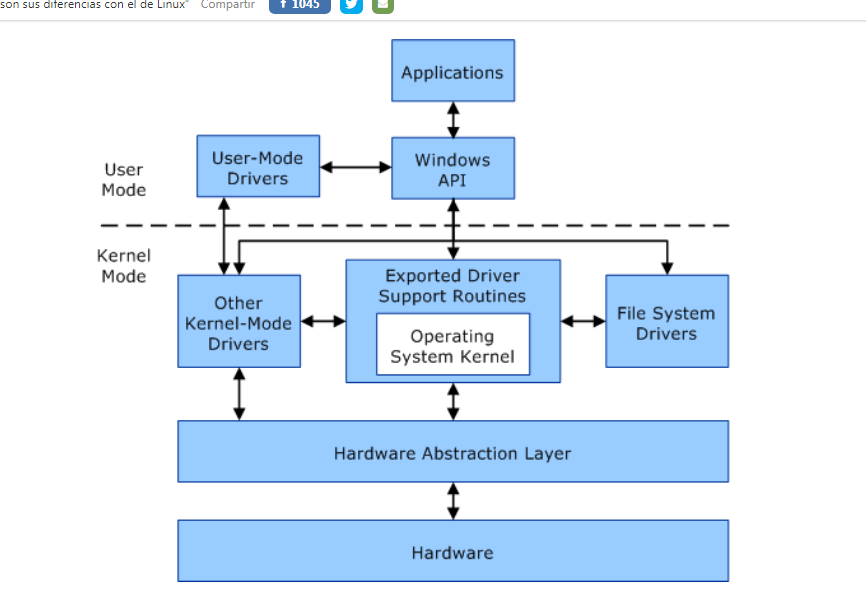 son sus diferencias con el de Linux" Compartir 1045
Applications
User-Mode
Drivers
Windows
API
User
Mode
Kernel
Mode
Exported Driver
Support Routines
Other
Kernel-Mode
Drivers
Operating
System Kernel
File System
Drivers
Hardware Abstraction Layer
Hardware